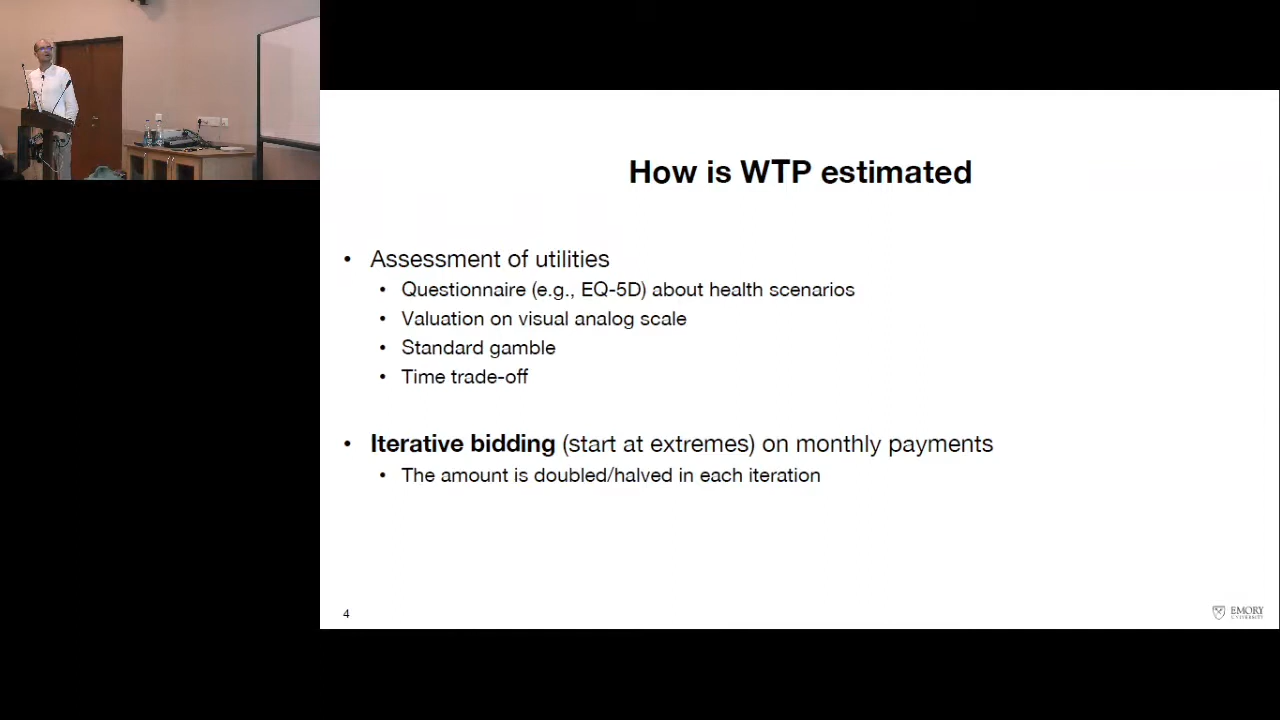 How is WTP estimated
• Assessment of utilities
• Questionnaire (e.g., EQ-5D) about health scenarios
• Valuation on visual analog scale
• Standard gamble
• Time trade-off
• Iterative bidding (start at extremes) on monthly payments
• The amount is doubled/halved in each iteration
4
EMORY
UNIVERSITY